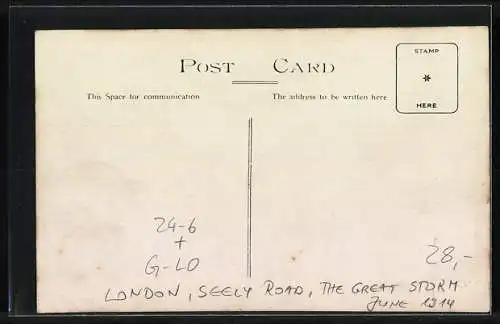 POST CARD
STAMP
*
HERE
This Space for communication
The address to be written here
24-6
+
G-LO
28,-
LONDON, SEELY ROAD, THE GREAT STORM
JUNE 1914